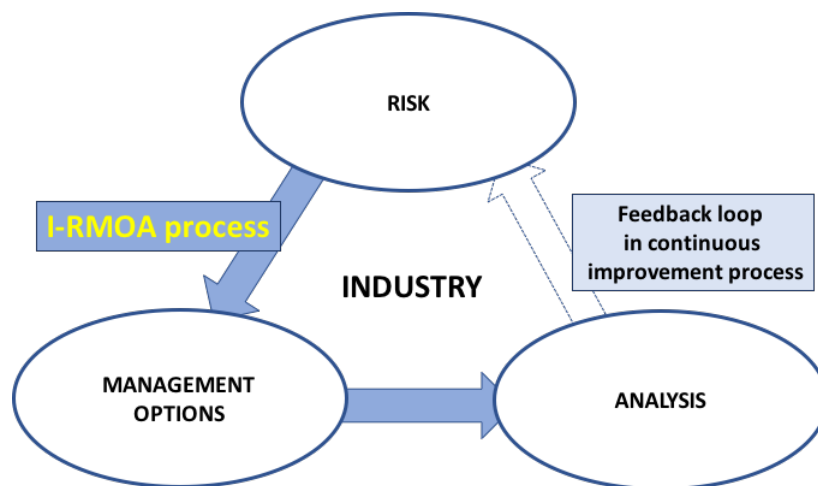 RISK
I-RMOA process
Feedback loop
in continuous
improvement process
INDUSTRY
MANAGEMENT
OPTIONS
ANALYSIS